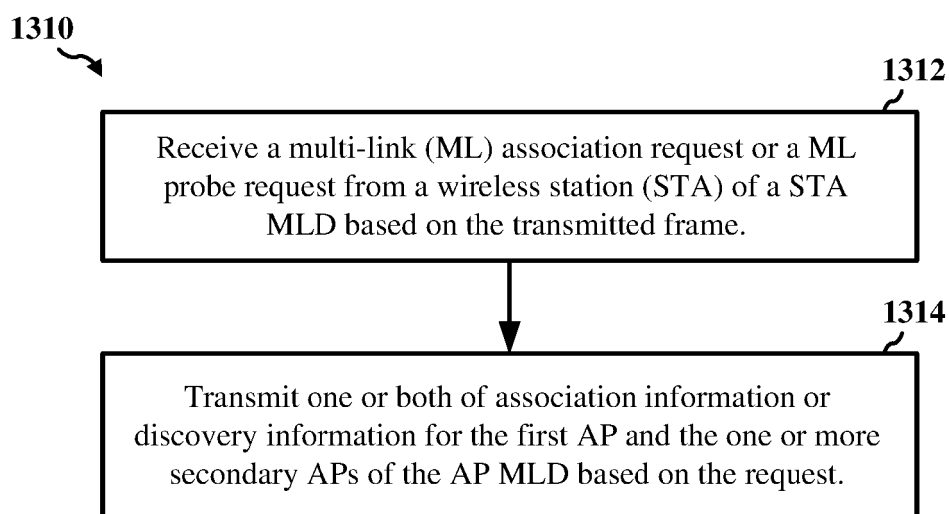 1310
1312
Receive a multi-link (ML) association request or a ML
probe request from a wireless station (STA) of a STA
MLD based on the transmitted frame.
1314
Transmit one or both of association information or
discovery information for the first AP and the one or more
secondary APs of the AP MLD based on the request.